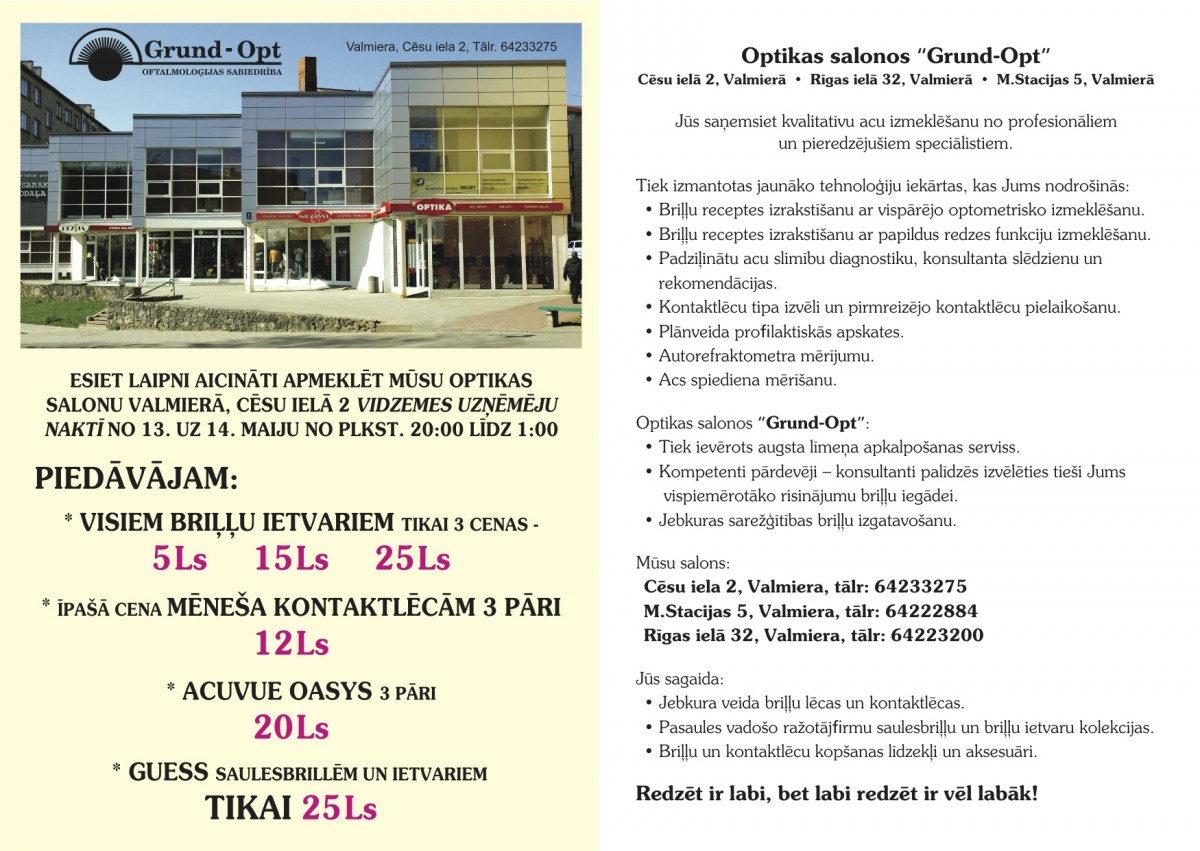 Grund-Opt
OFTALMOLOĢIJAS SABIEDRĪBA
Valmiera, Cēsu iela 2, Tālr. 64233275
OPTIKA
ESIET LAIPNI AICINĀTI APMEKLĒT MŪSU OPTIKAS
SALONU VALMIERĀ, CĒSU IELĀ 2 VIDZEMES UZŅĒMĒJU
NAKTĪ NO 13. UZ 14. MAIJU NO PLKST. 20:00 LĪDZ 1:00
PIEDĀVĀJAM:
* VISIEM BRIĻĻU IETVARIEM TIKAI 3 CENAS -
5Ls 15Ls 25Ls
* ĪPAŠĀ CENA MĒNEŠA KONTAKTLĒCĀM 3 PĀRI
12Ls
* ACUVUE OASYS 3 PĀRI
20Ls
* GUESS SAULESBRILLĒM UN IETVARIEM
TIKAI 25Ls
Optikas salonos "Grund-Opt"
Cēsu ielā 2, Valmierā • Rīgas ielā 32, Valmierā • M.Stacijas 5, Valmierā
Jūs saņemsiet kvalitatīvu acu izmeklēšanu no profesionāliem
un pieredzējušiem speciālistiem.
Tiek izmantotas jaunāko tehnoloģiju iekārtas, kas Jums nodrošinās:
• Briļļu receptes izrakstīšanu ar vispārējo optometrisko izmeklēšanu.
• Briļļu receptes izrakstīšanu ar papildus redzes funkciju izmeklēšanu.
• Padziļinātu acu slimību diagnostiku, konsultanta slēdzienu un
rekomendācijas.
• Kontaktlēcu tipa izvēli un pirmreizējo kontaktlēcu pielaikošanu.
• Plānveida profilaktiskās apskates.
• Autorefraktometra mērījumu.
• Acs spiediena mērīšanu.
Optikas salonos "Grund-Opt":
• Tiek ievērots augsta līmeņa apkalpošanas serviss.
• Kompetenti pārdevēji – konsultanti palīdzēs izvēlēties tieši Jums
vispiemērotāko risinājumu briļļu iegādei.
• Jebkuras sarežģītības briļļu izgatavošanu.
Mūsu salons:
Cēsu iela 2, Valmiera, tālr: 64233275
M.Stacijas 5, Valmiera, tālr: 64222884
Rīgas ielā 32, Valmiera, tālr: 64223200
Jūs sagaida:
• Jebkura veida briļļu lēcas un kontaktlēcas.
• Pasaules vadošo ražotājfirmu saulesbriļļu un briļļu ietvaru kolekcijas.
• Briļļu un kontaktlēcu kopšanas līdzekļi un aksesuāri.
Redzēt ir labi, bet labi redzēt ir vēl labāk!